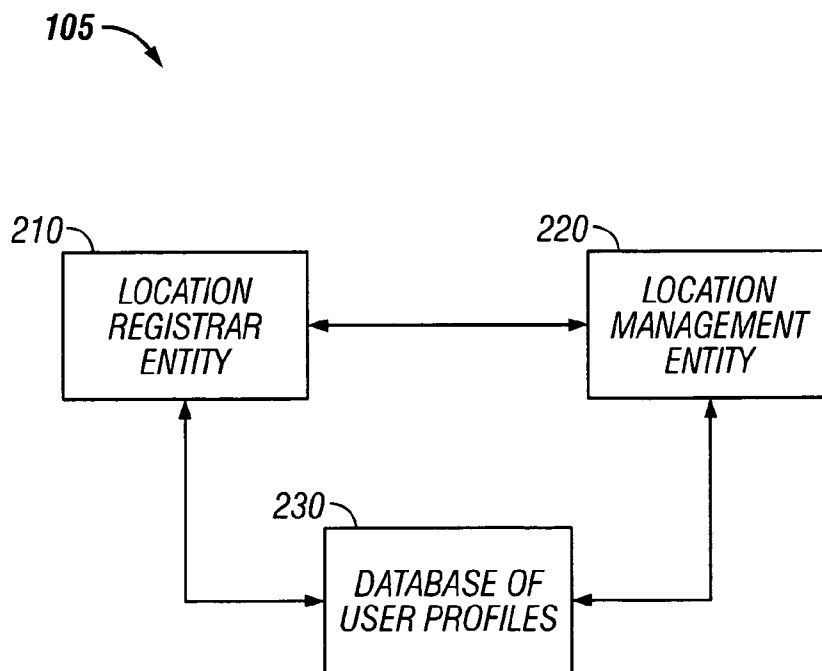 105
210
LOCATION
REGISTRAR
ENTITY
220
LOCATION
MANAGEMENT
ENTITY
230
DATABASE OF
USER PROFILES